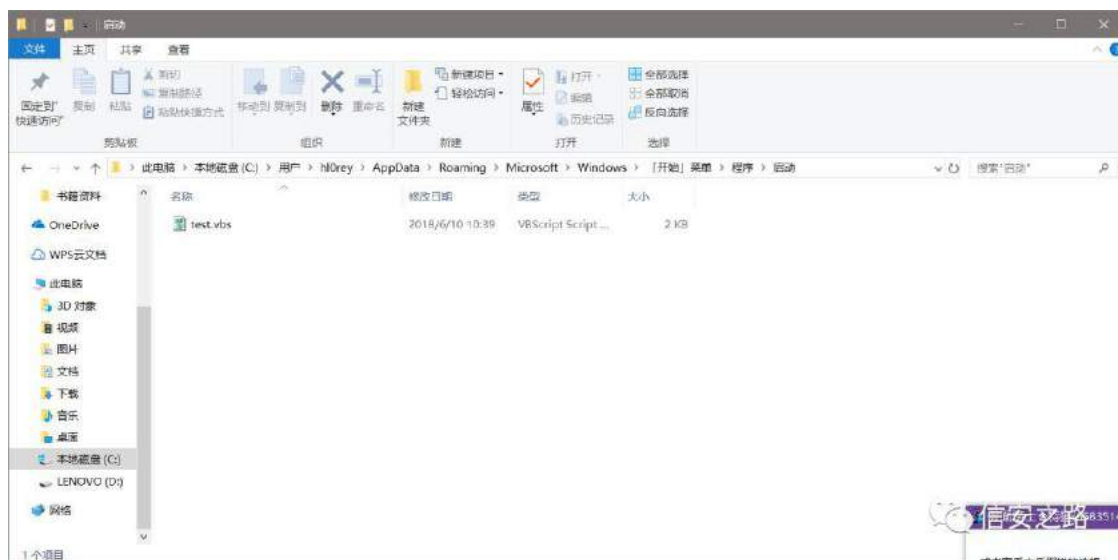 启动
文件 主页 共享 查看
固定到"快速访问"
复制
粘贴
剪切
复制路径
粘贴快捷方式
剪贴板
移动到
复制到
删除
重命名
组织
新建文件夹
新建项目
轻松访问
新建
属性
打开
编辑
历史记录
打开
全部选择
全部取消
反向选择
选择
此电脑 > 本地磁盘 (C:) > 用户 > hl0rey > AppData > Roaming > Microsoft > Windows > 「开始」菜单 > 程序 > 启动
搜索"启动"
名称 修改日期 类型 大小
test.vbs 2018/6/10 10:39 VBScript Script ... 2 KB
书籍资料
OneDrive
WPS云文档
此电脑
3D 对象
视频
图片
文档
下载
音乐
桌面
本地磁盘 (C:)
LENOVO (D:)
网络
信安之路
1 个项目